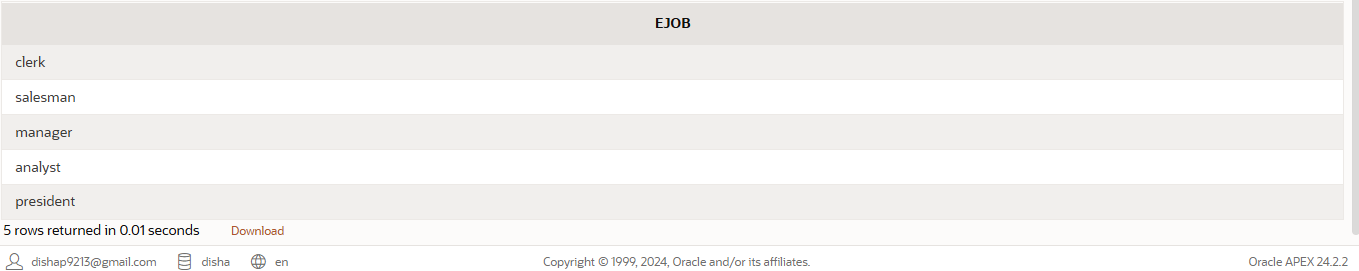 EJOB
clerk
salesman
manager
analyst
president
5 rows returned in 0.01 seconds Download
dishap9213@gmail.com disha en Copyright © 1999, 2024, Oracle and/or its affiliates. Oracle APEX 24.2.2